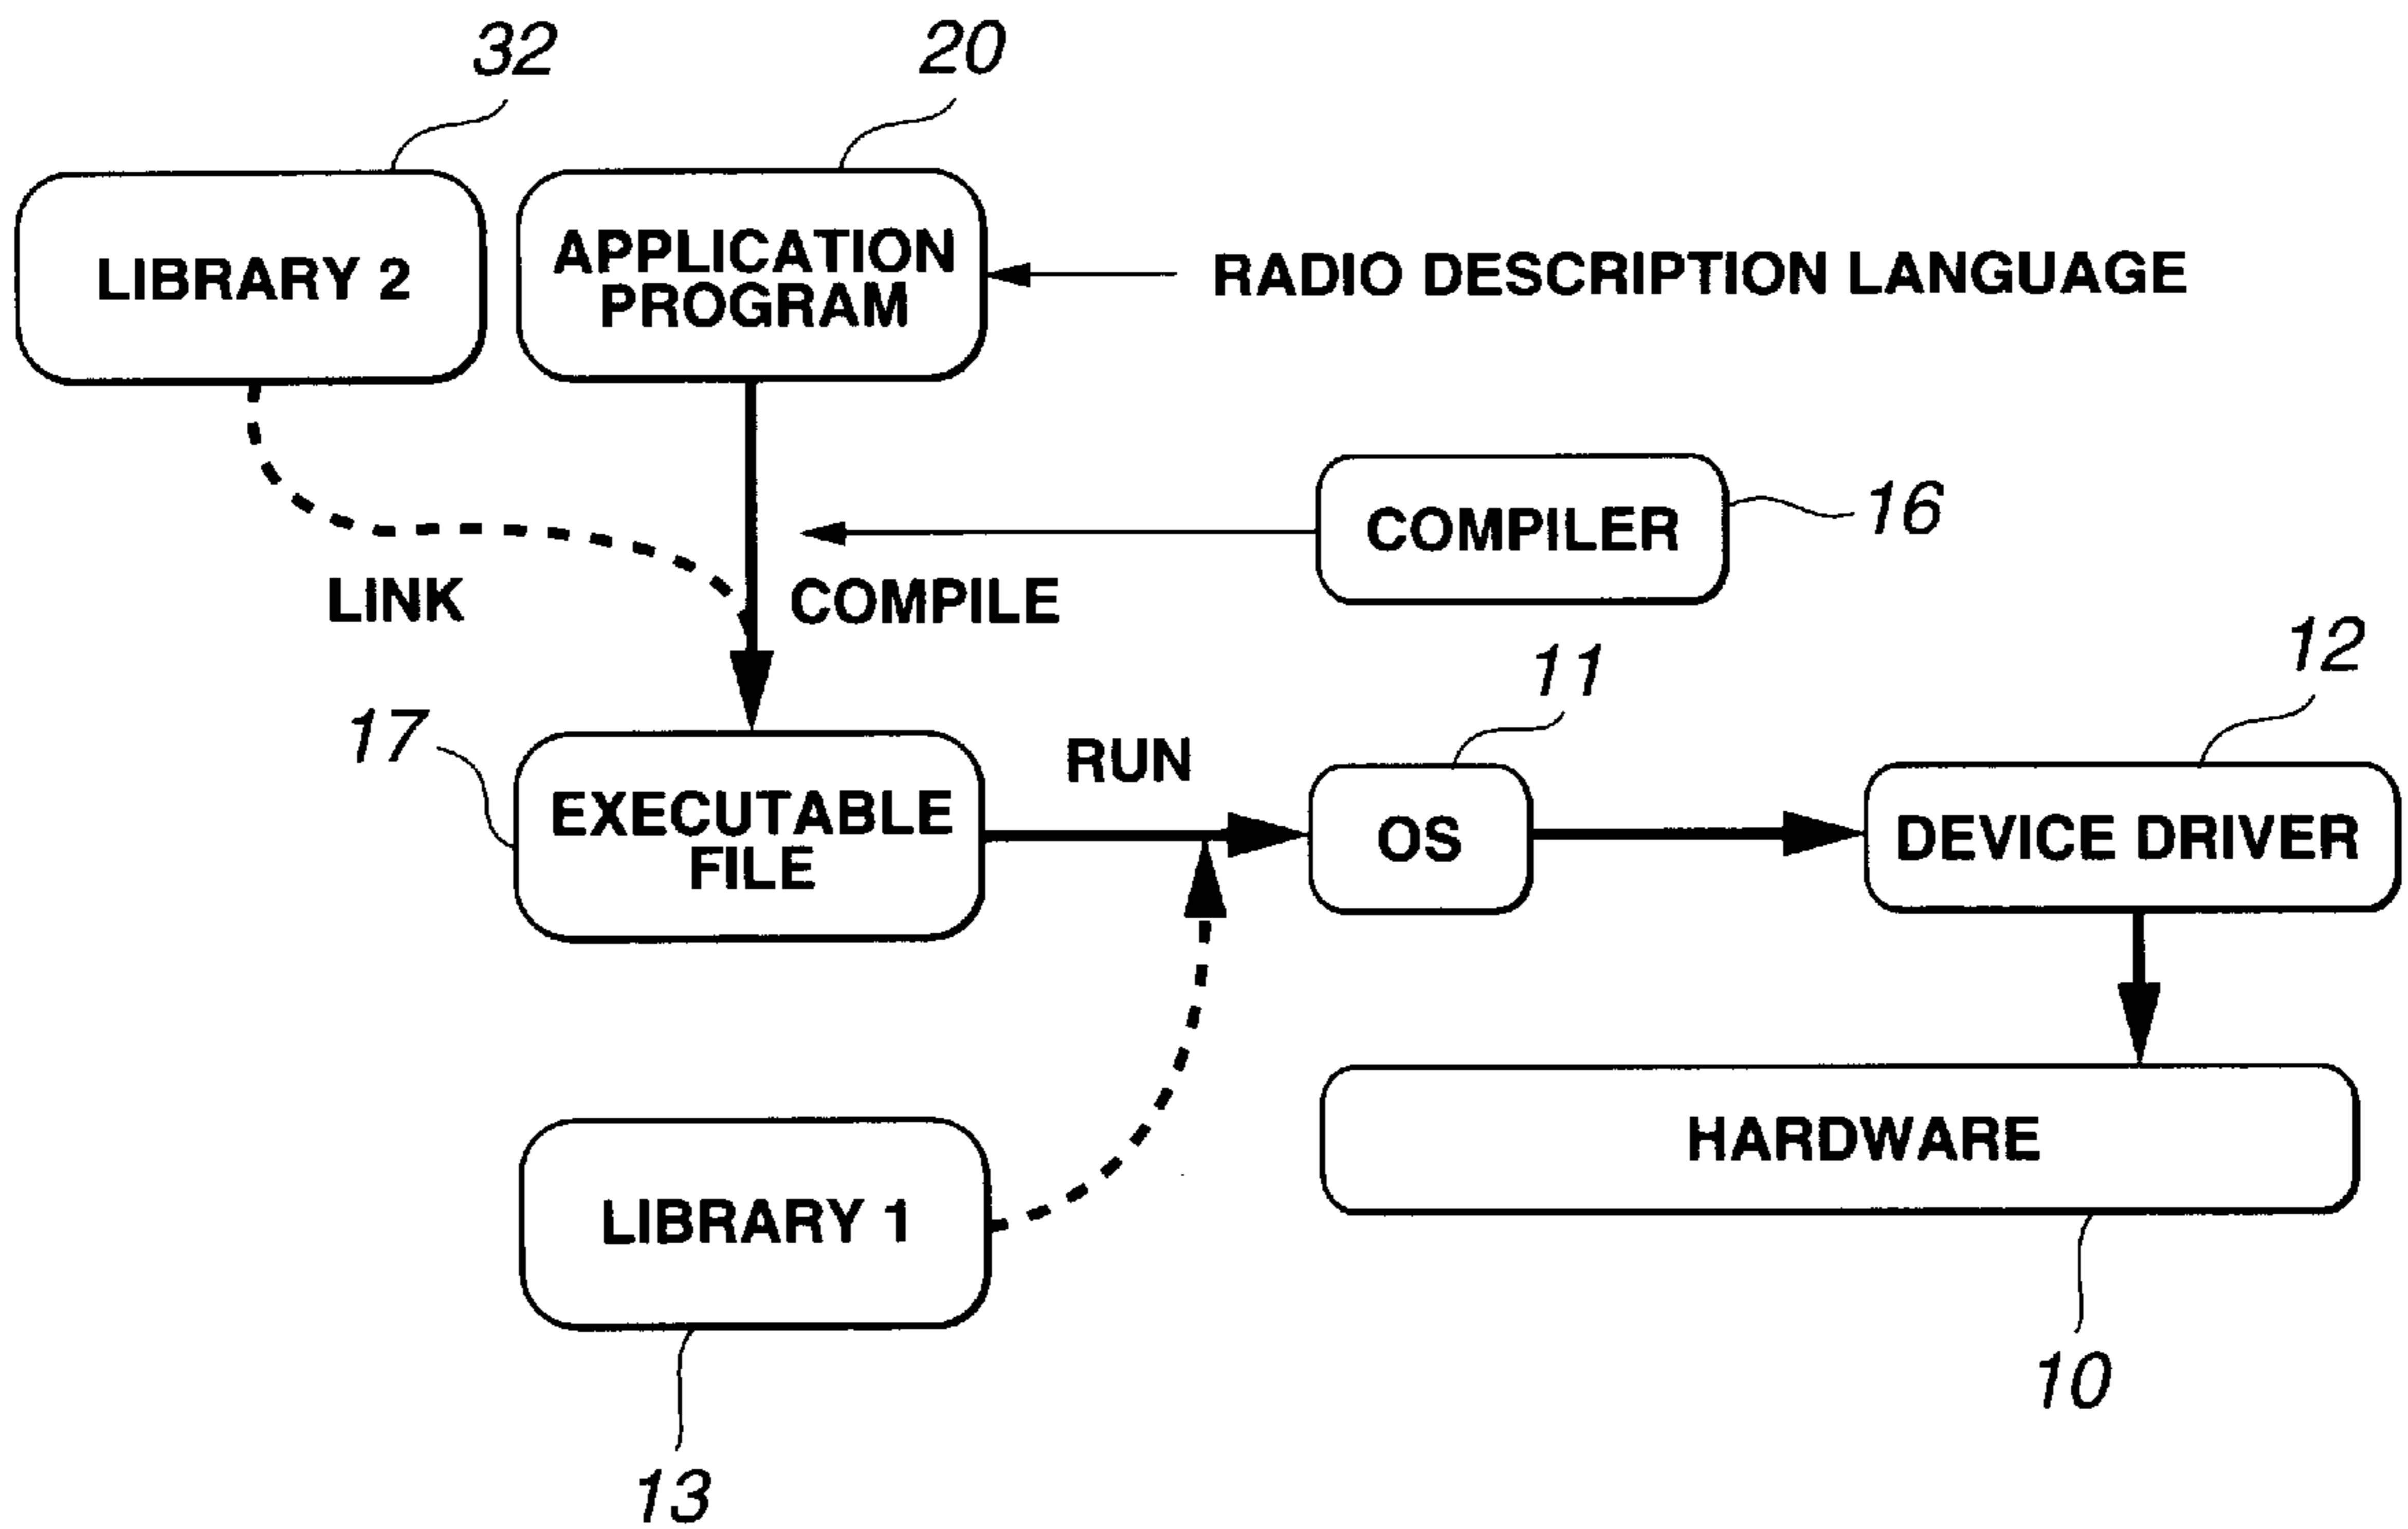 32
20
LIBRARY 2
APPLICATION
PROGRAM
RADIO DESCRIPTION LANGUAGE
COMPILER
16
LINK
COMPILE
11
12
17
RUN
EXECUTABLE
FILE
OS
DEVICE DRIVER
HARDWARE
LIBRARY 1
10
13